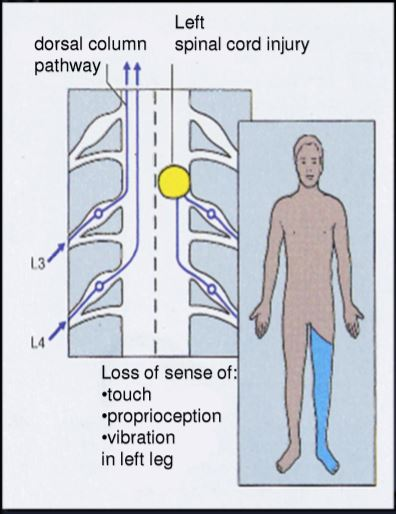 Left
spinal cord injury
dorsal column
pathway
L3
L4
Loss of sense of:
•touch
•proprioception
•vibration
in left leg